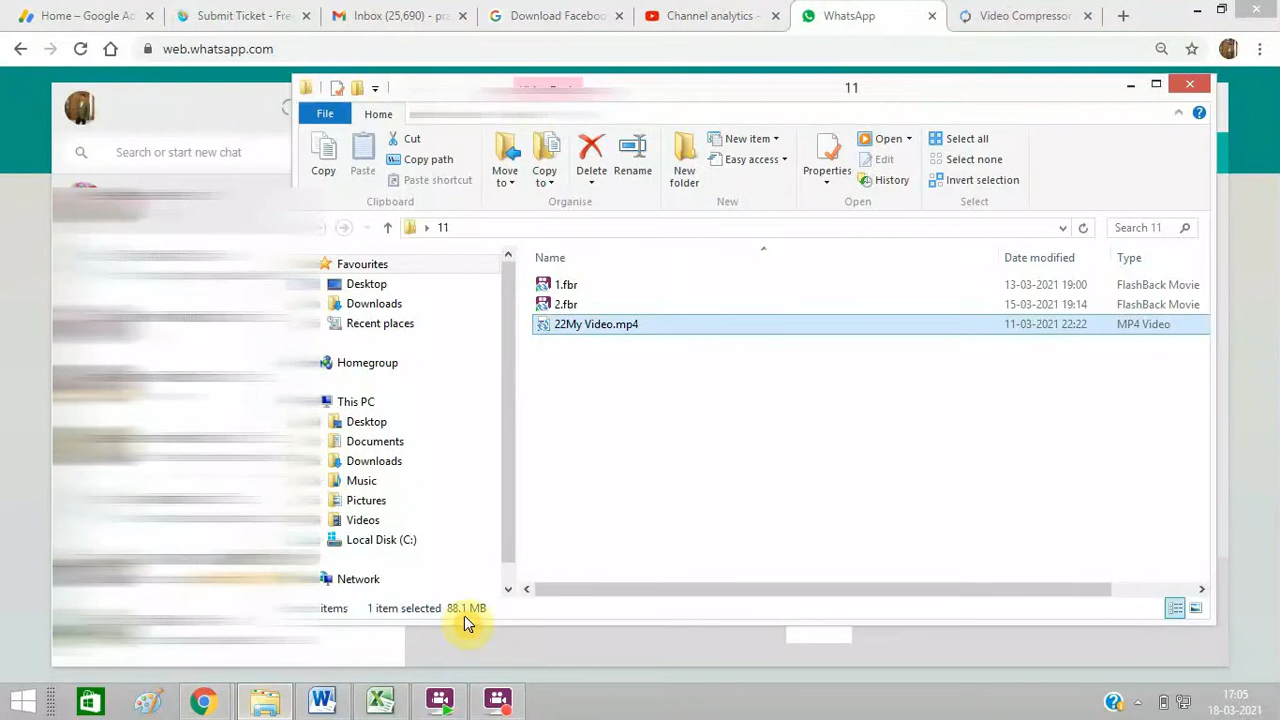 Home – Google Ad
Submit Ticket - Fre
Inbox (25,690) - pra
Download Facebo
Channel analytics -
WhatsApp
Video Compressor
web.whatsapp.com
11
File
Home
Search or start new chat
Copy
Paste
Cut
Copy path
Paste shortcut
Move to
Copy to
Delete
Rename
New folder
New item
Easy access
Properties
Open
Edit
History
Select all
Select none
Invert selection
Clipboard
Organise
New
Open
Select
11
Search 11
Name
Date modified
Type
1.fbr
13-03-2021 19:00
FlashBack Movie
2.fbr
15-03-2021 19:14
FlashBack Movie
22My Video.mp4
11-03-2021 22:22
MP4 Video
Favourites
Desktop
Downloads
Recent places
Homegroup
This PC
Desktop
Documents
Downloads
Music
Pictures
Videos
Local Disk (C:)
Network
items
1 item selected 88.1 MB
17:05
18-03-2021